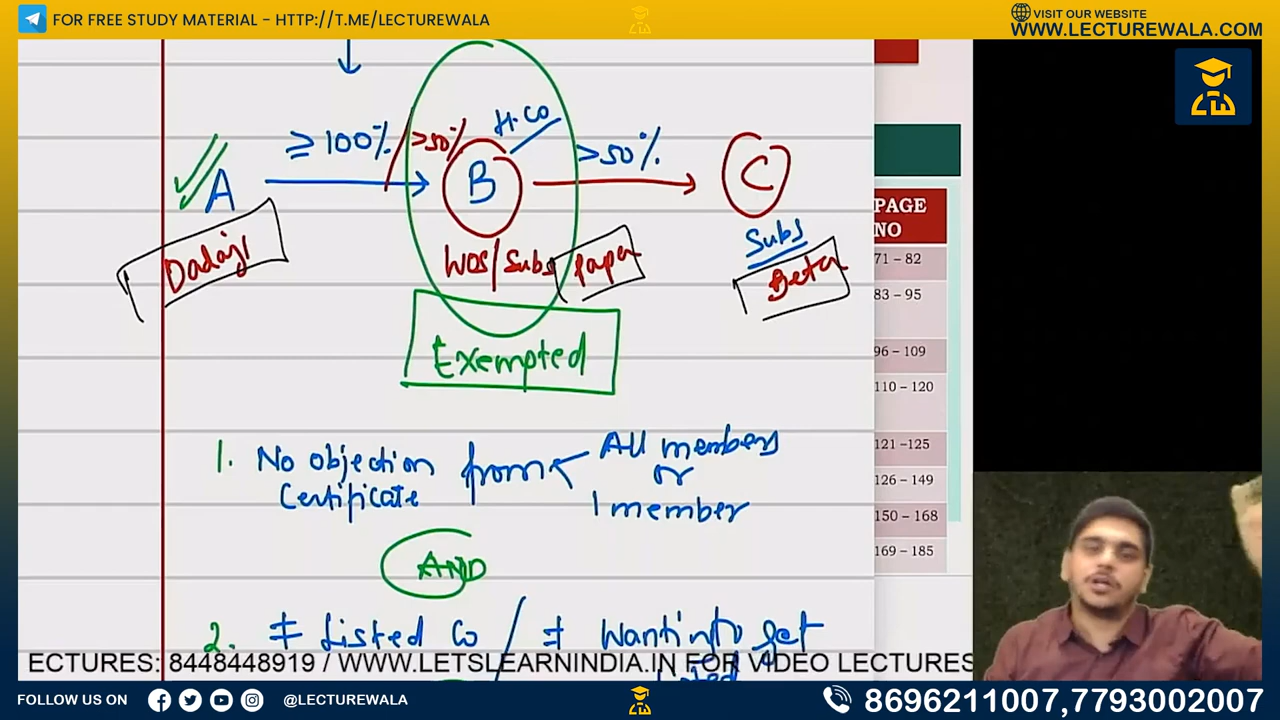 FOR FREE STUDY MATERIAL - HTTP://T.ME/LECTUREWALA
VISIT OUR WEBSITE
WWW.LECTUREWALA.COM
≥100% / >50%
H.Co
>50%
A
B
C
Dadaji
WOS/Subs
Papa
Subs
Beta
Exempted
PAGE
NO
71 – 82
83 – 95
96 – 109
110 – 120
121 –125
126 – 149
150 – 168
169 – 185
1. No objection from All members
Certificate or
1 member
AND
2. ≠ Listed Co / ≠ Wanting to get
ECTURES: 8448448919 / WWW.LETSLEARNINDIA.IN FOR VIDEO LECTURES
FOLLOW US ON
@LECTUREWALA
8696211007,7793002007